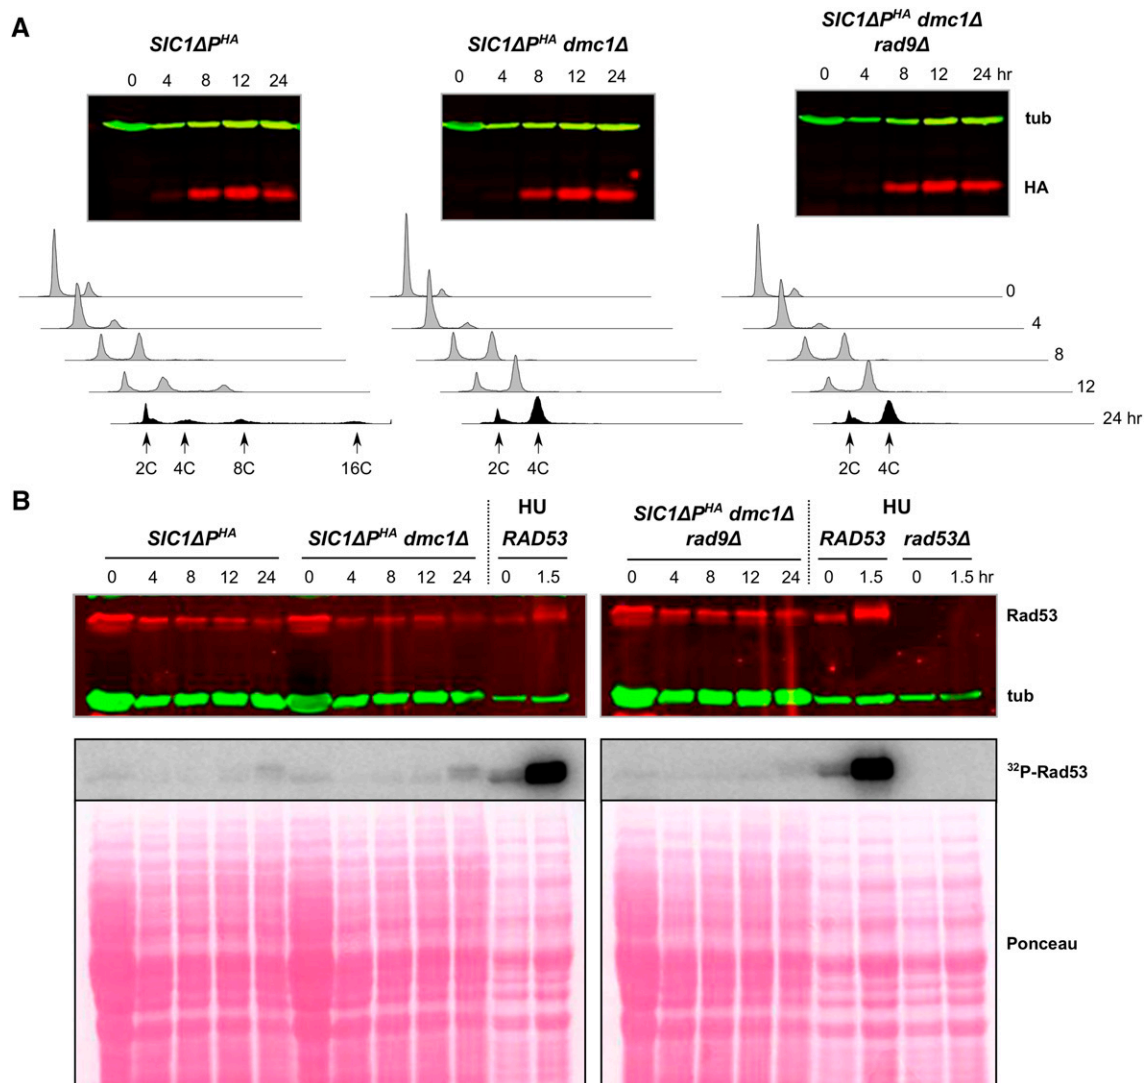 A
SIC1ΔP^HA
0 4 8 12 24
SIC1ΔP^HA dmc1Δ
0 4 8 12 24
SIC1ΔP^HA dmc1Δ
rad9Δ
0 4 8 12 24 hr
tub
HA
0
4
8
12
24 hr
2C 4C 8C 16C
2C 4C
2C 4C
B
HU
SIC1ΔP^HA SIC1ΔP^HA dmc1Δ RAD53
0 4 8 12 24 0 4 8 12 24 0 1.5
SIC1ΔP^HA dmc1Δ HU
rad9Δ RAD53 rad53Δ
0 4 8 12 24 0 1.5 0 1.5 hr
Rad53
tub
³²P-Rad53
Ponceau